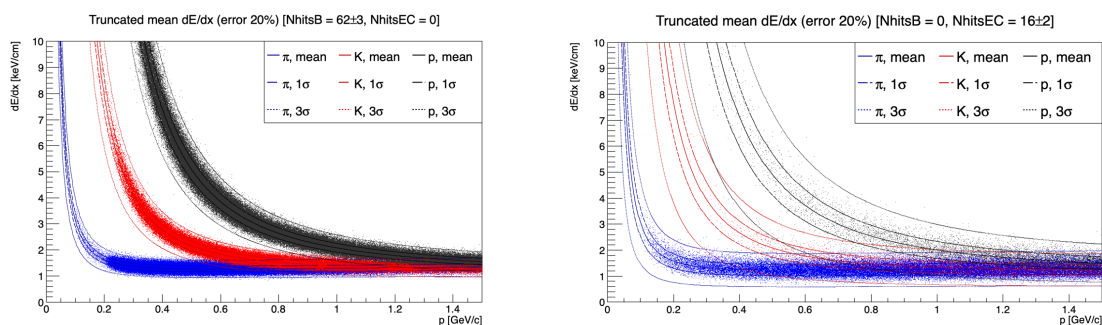 Truncated mean dE/dx (error 20%) [NhitsB = 62±3, NhitsEC = 0]
dE/dx [keV/cm]
10
9
8
7
6
5
4
3
2
1
0
π, mean K, mean p, mean
π, 1σ K, 1σ p, 1σ
π, 3σ K, 3σ p, 3σ
0 0.2 0.4 0.6 0.8 1 1.2 1.4
p [GeV/c]
Truncated mean dE/dx (error 20%) [NhitsB = 0, NhitsEC = 16±2]
dE/dx [keV/cm]
10
9
8
7
6
5
4
3
2
1
0
π, mean K, mean p, mean
π, 1σ K, 1σ p, 1σ
π, 3σ K, 3σ p, 3σ
0 0.2 0.4 0.6 0.8 1 1.2 1.4
p [GeV/c]